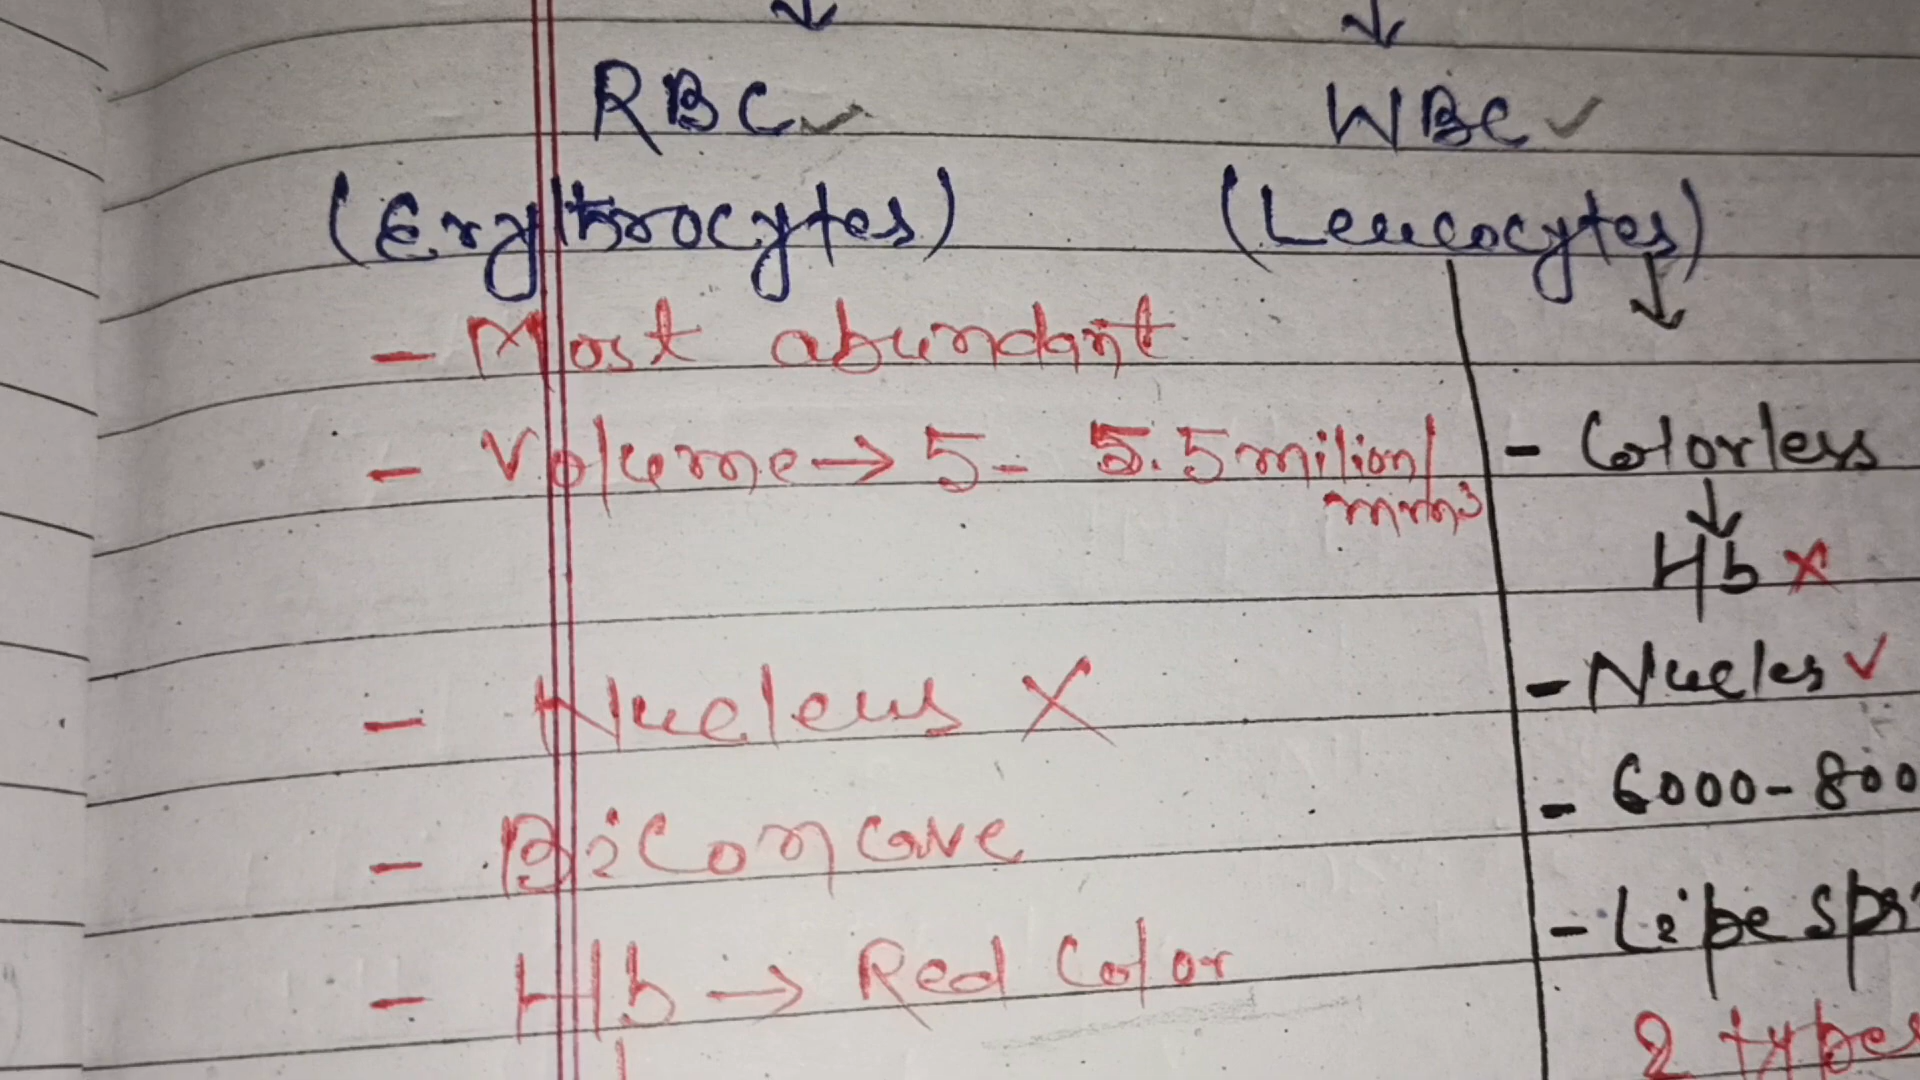 RBC✓ WBC✓
(Erythrocytes) (Leucocytes)
- Most abundant
- Volume → 5 - 5.5 milion/
mm3
- Colorless
Hb ×
- Nucleus X
- Nucles ✓
- Biconcave
- 6000-800
- Hb → Red Color
2 types